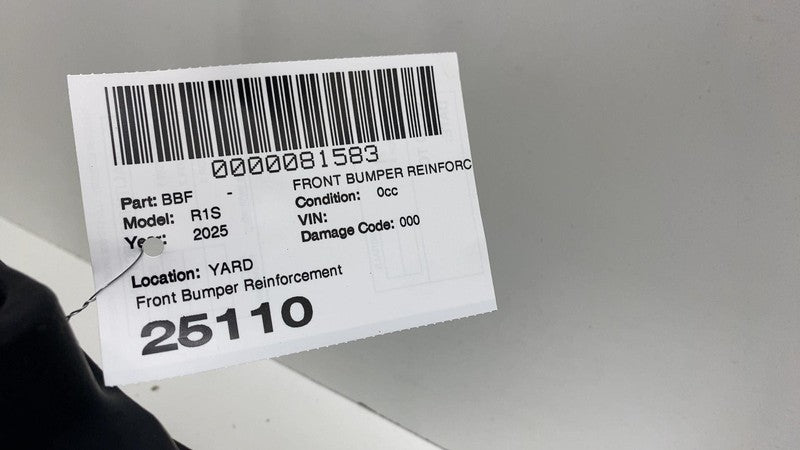 0000081583
Part: BBF - FRONT BUMPER REINFORC
Model: R1S Condition: 0cc
Year: 2025 VIN:
Damage Code: 000
Location: YARD
Front Bumper Reinforcement
25110